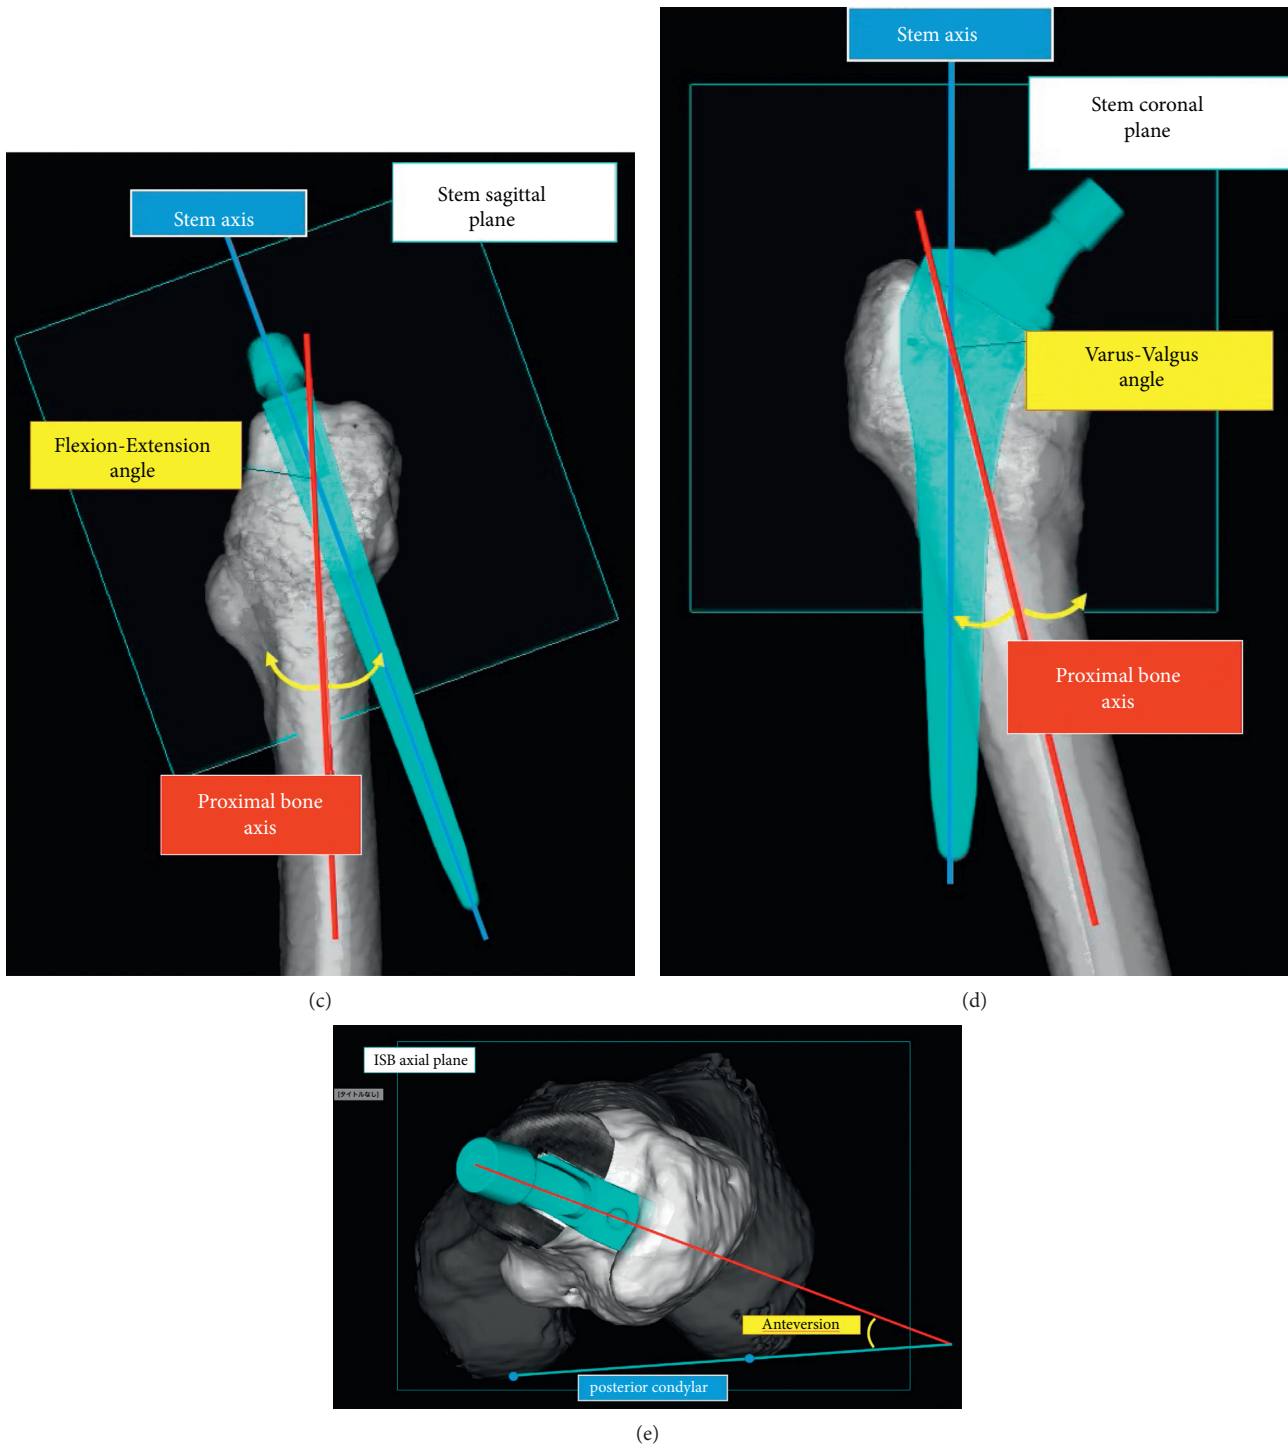 Stem axis
Stem sagittal
plane
Flexion-Extension
angle
Proximal bone
axis
(c)
Stem axis
Stem coronal
plane
Varus-Valgus
angle
Proximal bone
axis
(d)
ISB axial plane
[タイトルなし]
Anteversion
posterior condylar
(e)